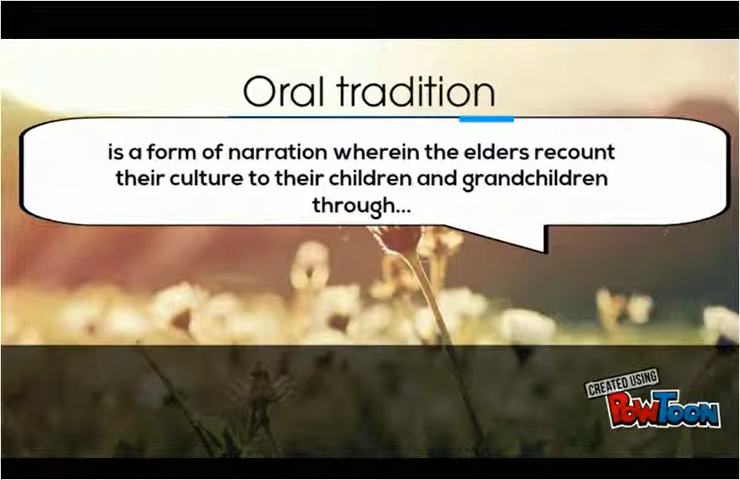 Oral tradition
is a form of narration wherein the elders recount
their culture to their children and grandchildren
through...
CREATED USING
POWTOON